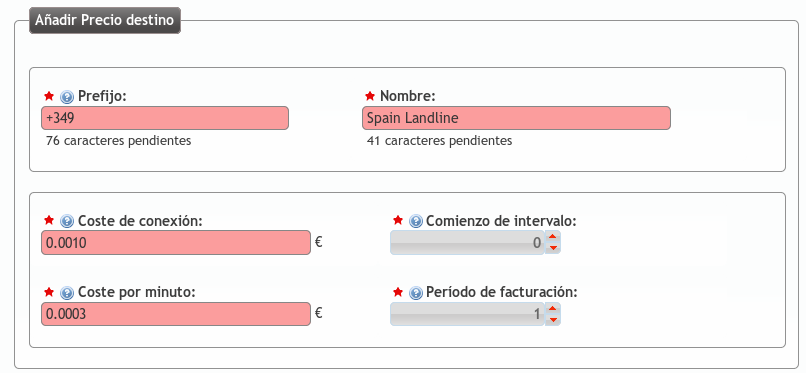 Añadir Precio destino
Prefijo: Nombre:
+349 Spain Landline
76 caracteres pendientes 41 caracteres pendientes
Coste de conexión: Comienzo de intervalo:
0.0010 € 0
Coste por minuto: Período de facturación:
0.0003 € 1